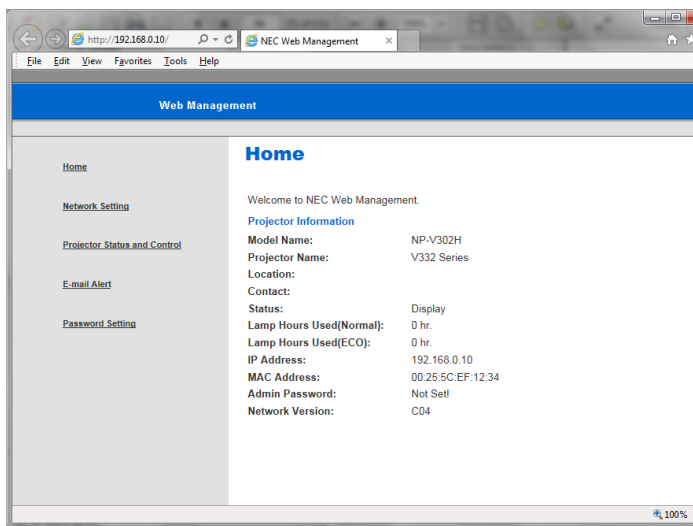 http://192.168.0.10/
NEC Web Management
File Edit View Favorites Tools Help
Web Management
Home
Network Setting
Projector Status and Control
E-mail Alert
Password Setting
Home
Welcome to NEC Web Management.
Projector Information
Model Name: NP-V302H
Projector Name: V332 Series
Location:
Contact:
Status: Display
Lamp Hours Used(Normal): 0 hr.
Lamp Hours Used(ECO): 0 hr.
IP Address: 192.168.0.10
MAC Address: 00:25:5C:EF:12:34
Admin Password: Not Set!
Network Version: C04
100%